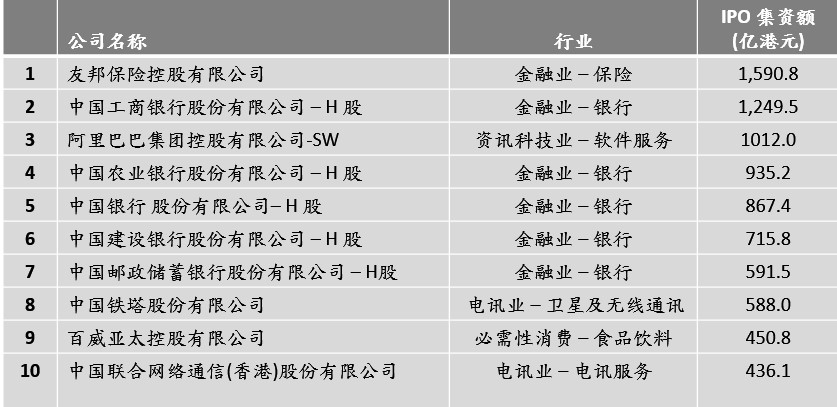 公司名称 行业 IPO 集资额
(亿港元)
1 友邦保险控股有限公司 金融业 – 保险 1,590.8
2 中国工商银行股份有限公司 – H 股 金融业 – 银行 1,249.5
3 阿里巴巴集团控股有限公司-SW 资讯科技业 – 软件服务 1012.0
4 中国农业银行股份有限公司 – H 股 金融业 – 银行 935.2
5 中国银行 股份有限公司– H 股 金融业 – 银行 867.4
6 中国建设银行股份有限公司 – H 股 金融业 – 银行 715.8
7 中国邮政储蓄银行股份有限公司 – H股 金融业 – 银行 591.5
8 中国铁塔股份有限公司 电讯业 – 卫星及无线通讯 588.0
9 百威亚太控股有限公司 必需性消费 – 食品饮料 450.8
10 中国联合网络通信(香港)股份有限公司 电讯业 – 电讯服务 436.1